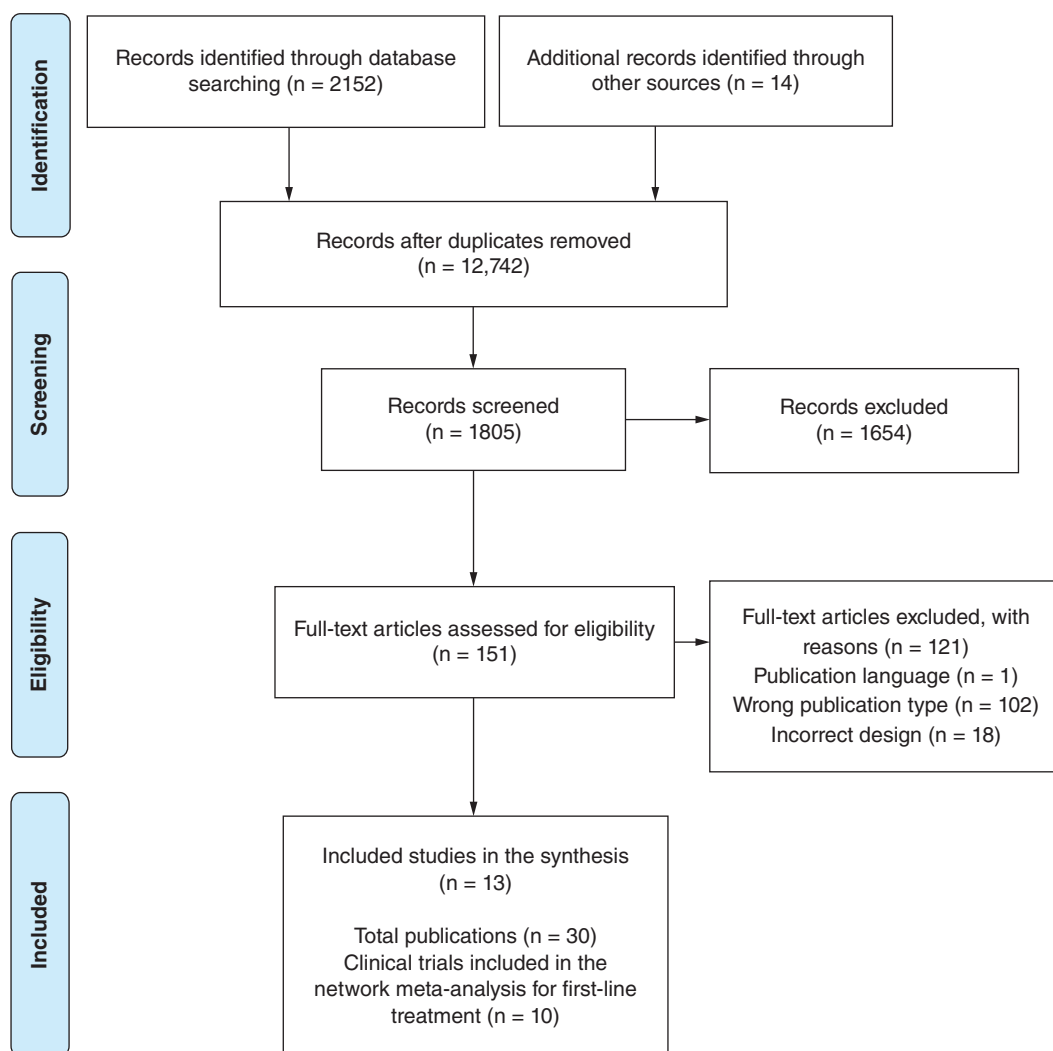 Identification
Records identified through database
searching (n = 2152)
Additional records identified through
other sources (n = 14)
Records after duplicates removed
(n = 12,742)
Screening
Records screened
(n = 1805)
Records excluded
(n = 1654)
Eligibility
Full-text articles assessed for eligibility
(n = 151)
Full-text articles excluded, with
reasons (n = 121)
Publication language (n = 1)
Wrong publication type (n = 102)
Incorrect design (n = 18)
Included
Included studies in the synthesis
(n = 13)
Total publications (n = 30)
Clinical trials included in the
network meta-analysis for first-line
treatment (n = 10)